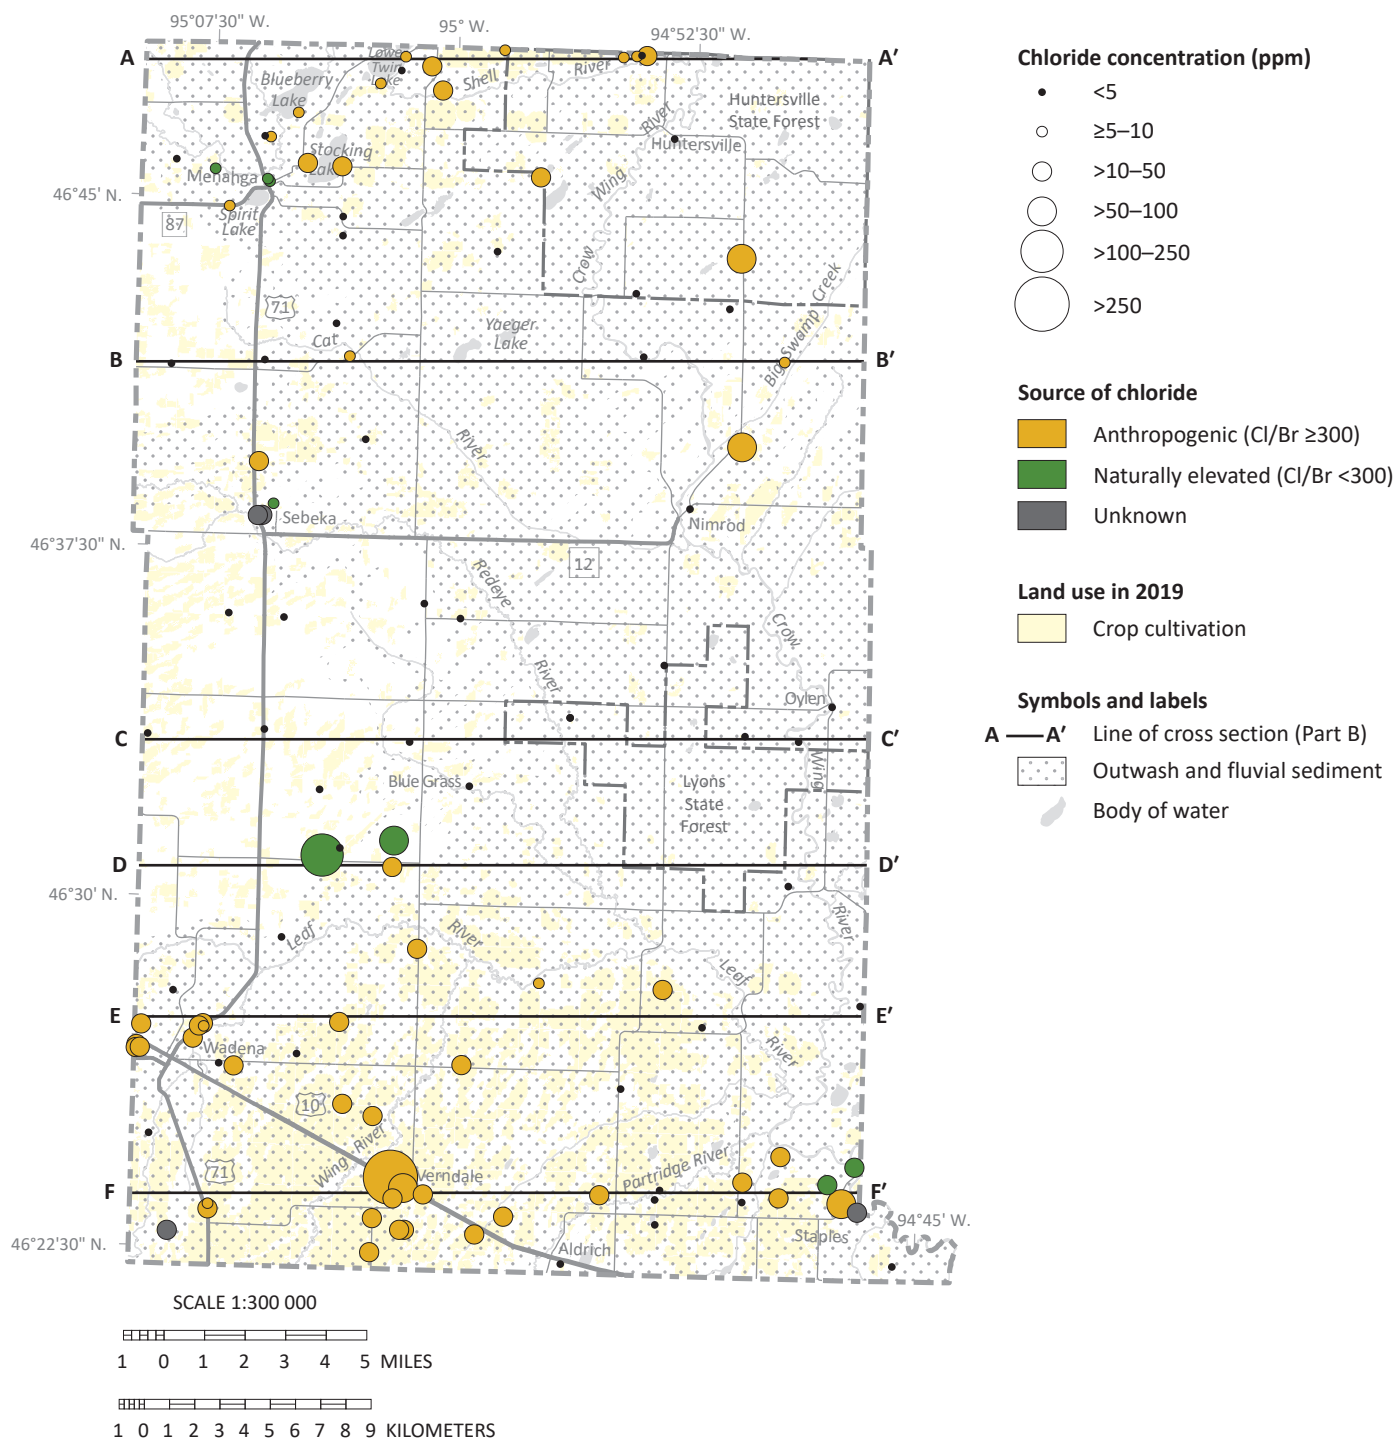 95°07'30" W.
95° W.
94°52'30" W.
A
A′
Lower
Twin
Lake
Shell
River
Blueberry
Lake
Huntersville
State Forest
River
Huntersville
Stocking
Lake
Menahga
46°45' N.
Wing
Spirit
Lake
87
Crow
71
Big Swamp Creek
Cat
Yaeger
Lake
B
B′
River
Sebeka
Nimrod
46°37'30" N.
12
Redeye
Crow
River
Oylen
C
C′
Wing
Blue Grass
Lyons
State
Forest
D
D′
46°30' N.
River
Leaf
River
Leaf
E
E′
Wadena
River
10
Wing River
71
Verndale
Partridge River
F
F′
94°45' W.
Staples
46°22'30" N.
Aldrich
SCALE 1:300 000
1 0 1 2 3 4 5 MILES
1 0 1 2 3 4 5 6 7 8 9 KILOMETERS
Chloride concentration (ppm)
<5
≥5–10
>10–50
>50–100
>100–250
>250
Source of chloride
Anthropogenic (Cl/Br ≥300)
Naturally elevated (Cl/Br <300)
Unknown
Land use in 2019
Crop cultivation
Symbols and labels
A — A′ Line of cross section (Part B)
Outwash and fluvial sediment
Body of water